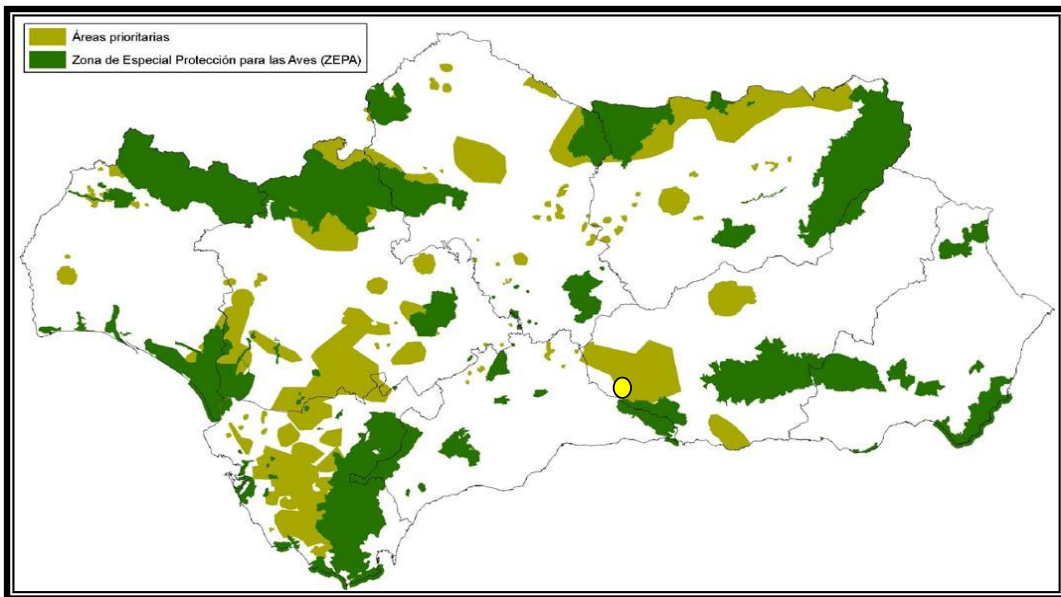 Áreas prioritarias
Zona de Especial Protección para las Aves (ZEPA)